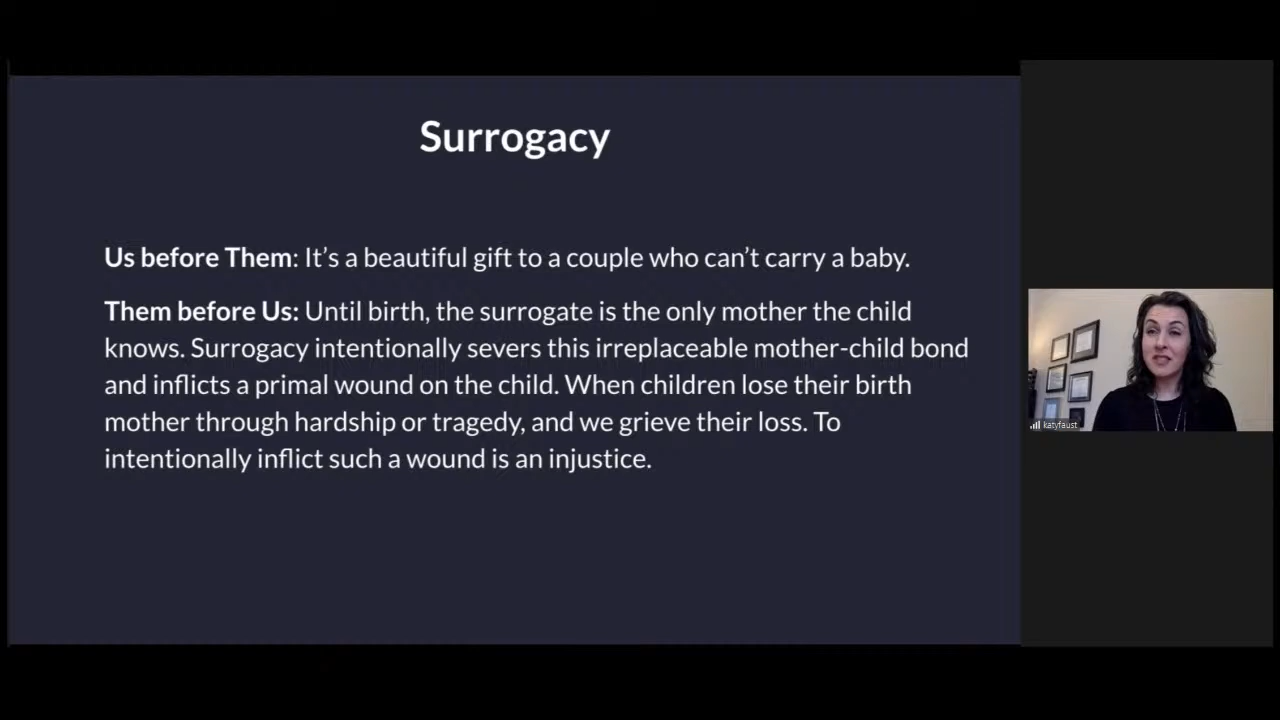 Surrogacy
Us before Them: It’s a beautiful gift to a couple who can’t carry a baby.
Them before Us: Until birth, the surrogate is the only mother the child
knows. Surrogacy intentionally severs this irreplaceable mother-child bond
and inflicts a primal wound on the child. When children lose their birth
mother through hardship or tragedy, and we grieve their loss. To
intentionally inflict such a wound is an injustice.
katyfaust